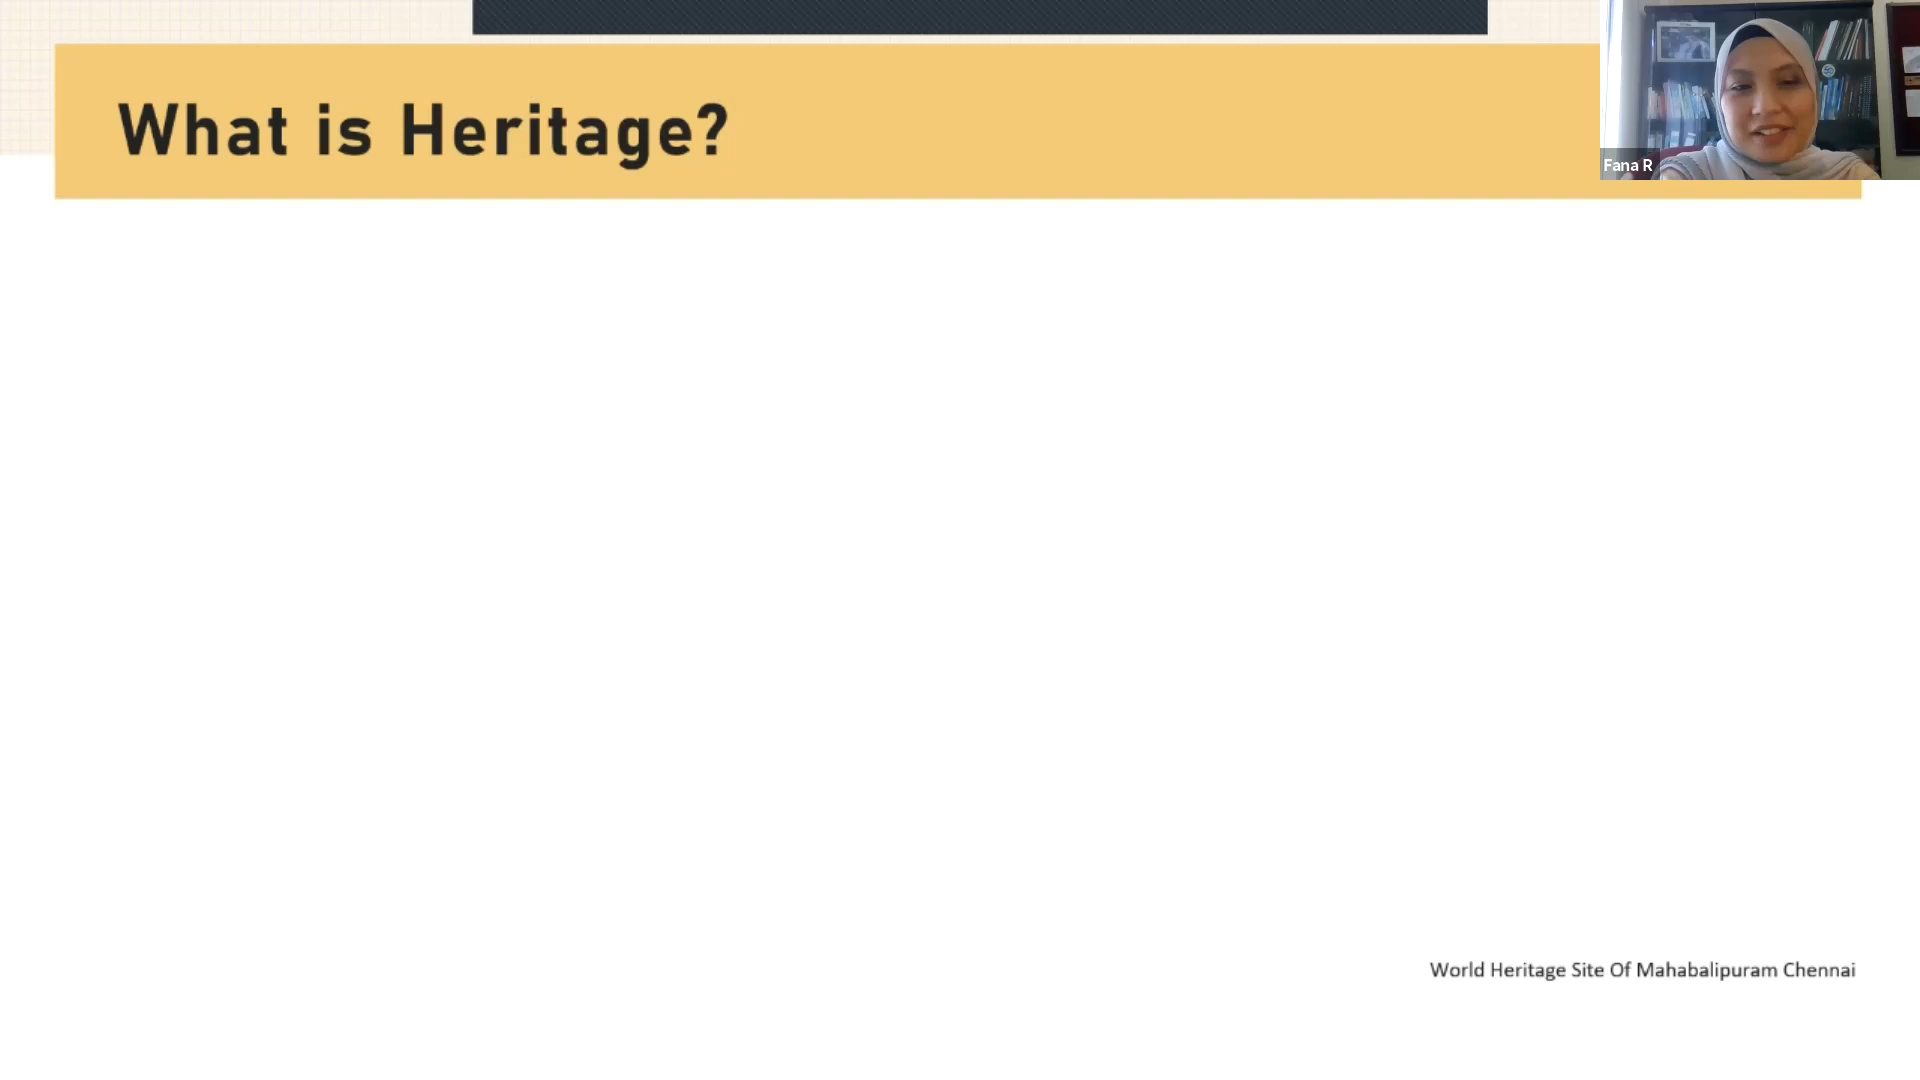 What is Heritage?
Fana R
World Heritage Site Of Mahabalipuram Chennai